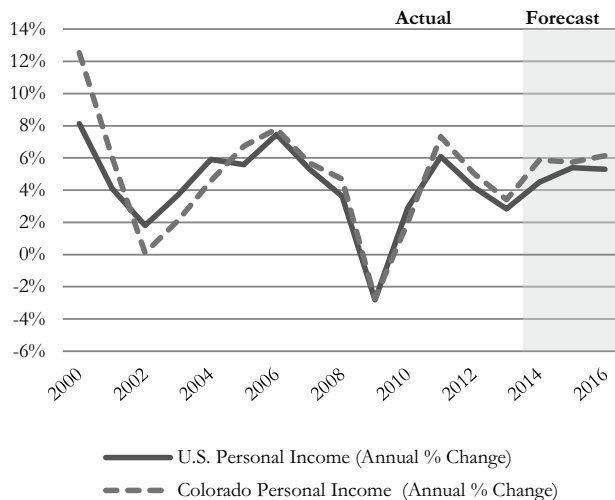 Actual Forecast
14%
12%
10%
8%
6%
4%
2%
0%
-2%
-4%
-6%
2000 2002 2004 2006 2008 2010 2012 2014 2016
U.S. Personal Income (Annual % Change)
Colorado Personal Income (Annual % Change)